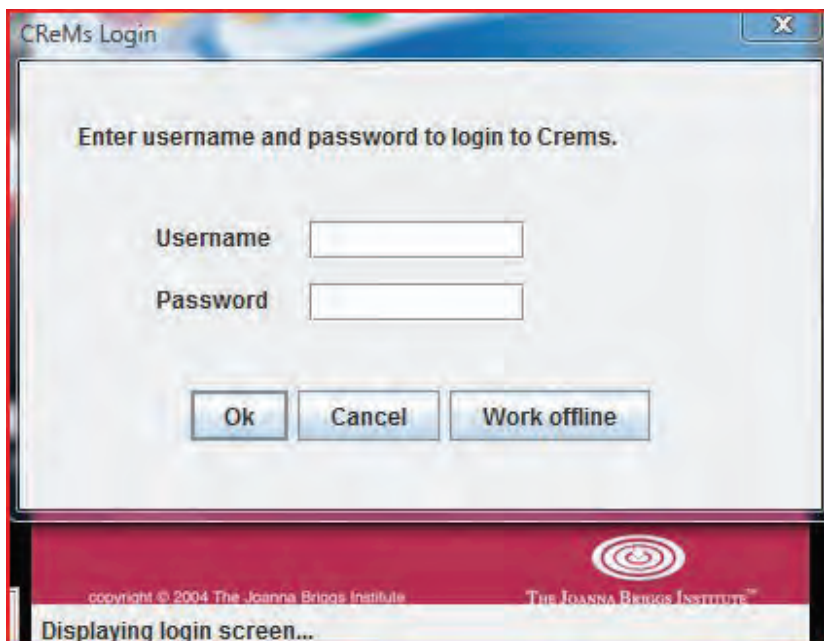 CReMs Login
Enter username and password to login to Crems.
Username
Password
Ok Cancel Work offline
copyright © 2004 The Joanna Briggs Institute
THE JOANNA BRIGGS INSTITUTE™
Displaying login screen...